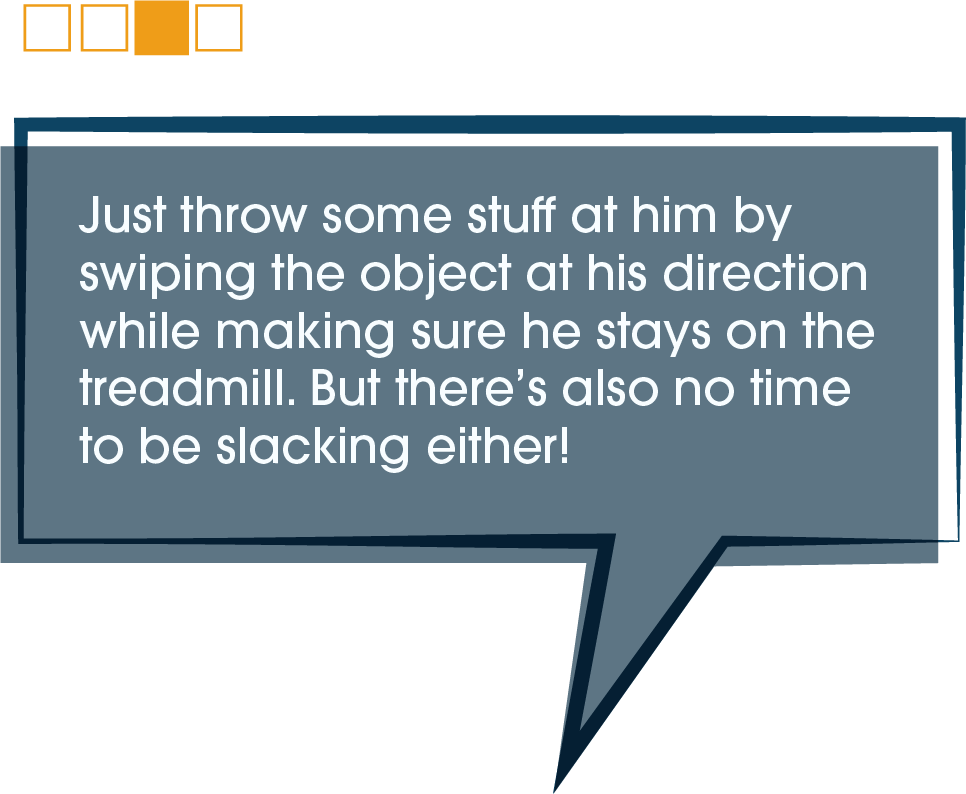 Just throw some stuff at him by
swiping the object at his direction
while making sure he stays on the
treadmill. But there’s also no time
to be slacking either!